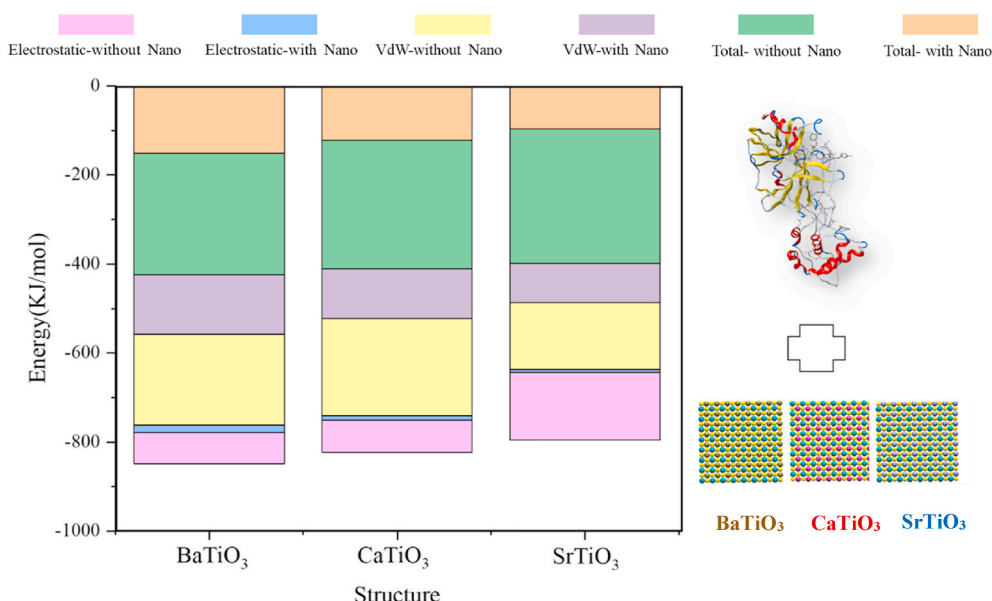 Electrostatic-without Nano
Electrostatic-with Nano
VdW-without Nano
VdW-with Nano
Total- without Nano
Total- with Nano
0
-200
-400
-600
-800
-1000
Energy(KJ/mol)
BaTiO₃
CaTiO₃
SrTiO₃
Structure
BaTiO₃
CaTiO₃
SrTiO₃